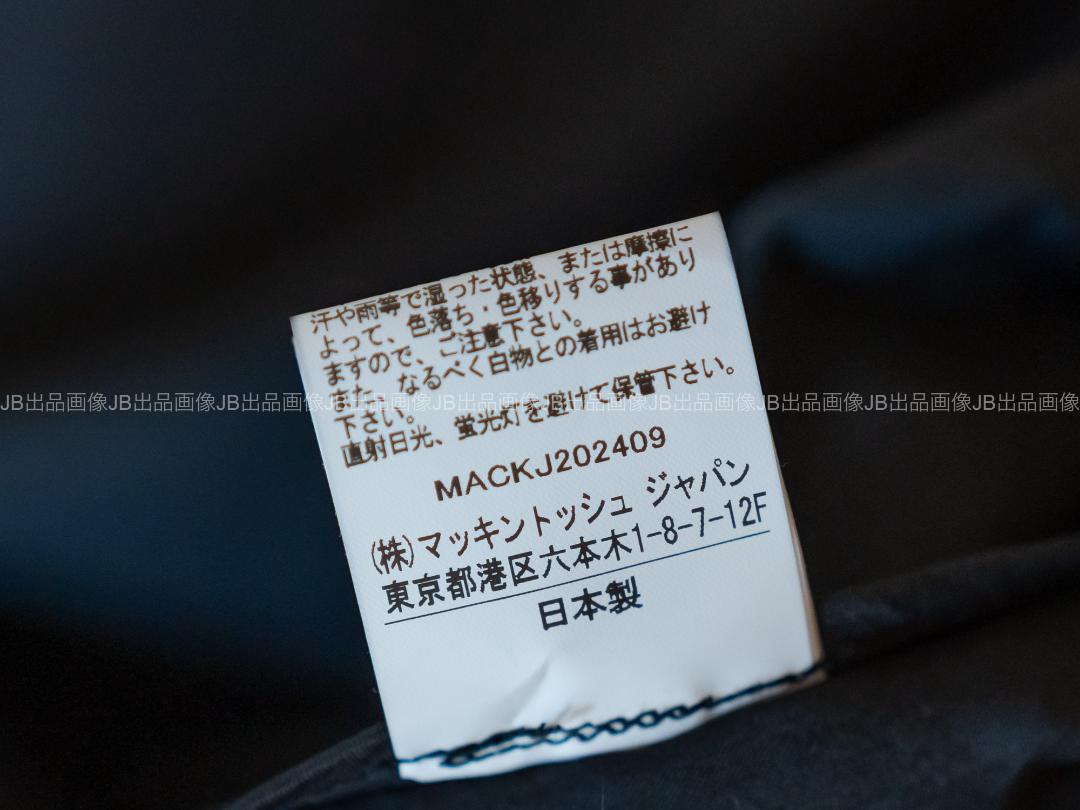 汗や雨等で湿った状態、または摩擦に
よって、色落ち・色移りする事があり
ますので、ご注意下さい。
また、なるべく白物との着用はお避け
下さい。
直射日光、蛍光灯を避けて保管下さい。
JB出品画像JB出品画像JB出品画像JB出品画像JB出品画像JB出品画像JB出品画像JB出品画像JB出品画像JB出品画像
MACKJ202409
(株)マッキントッシュ ジャパン
東京都港区六本木1-8-7-12F
日本製